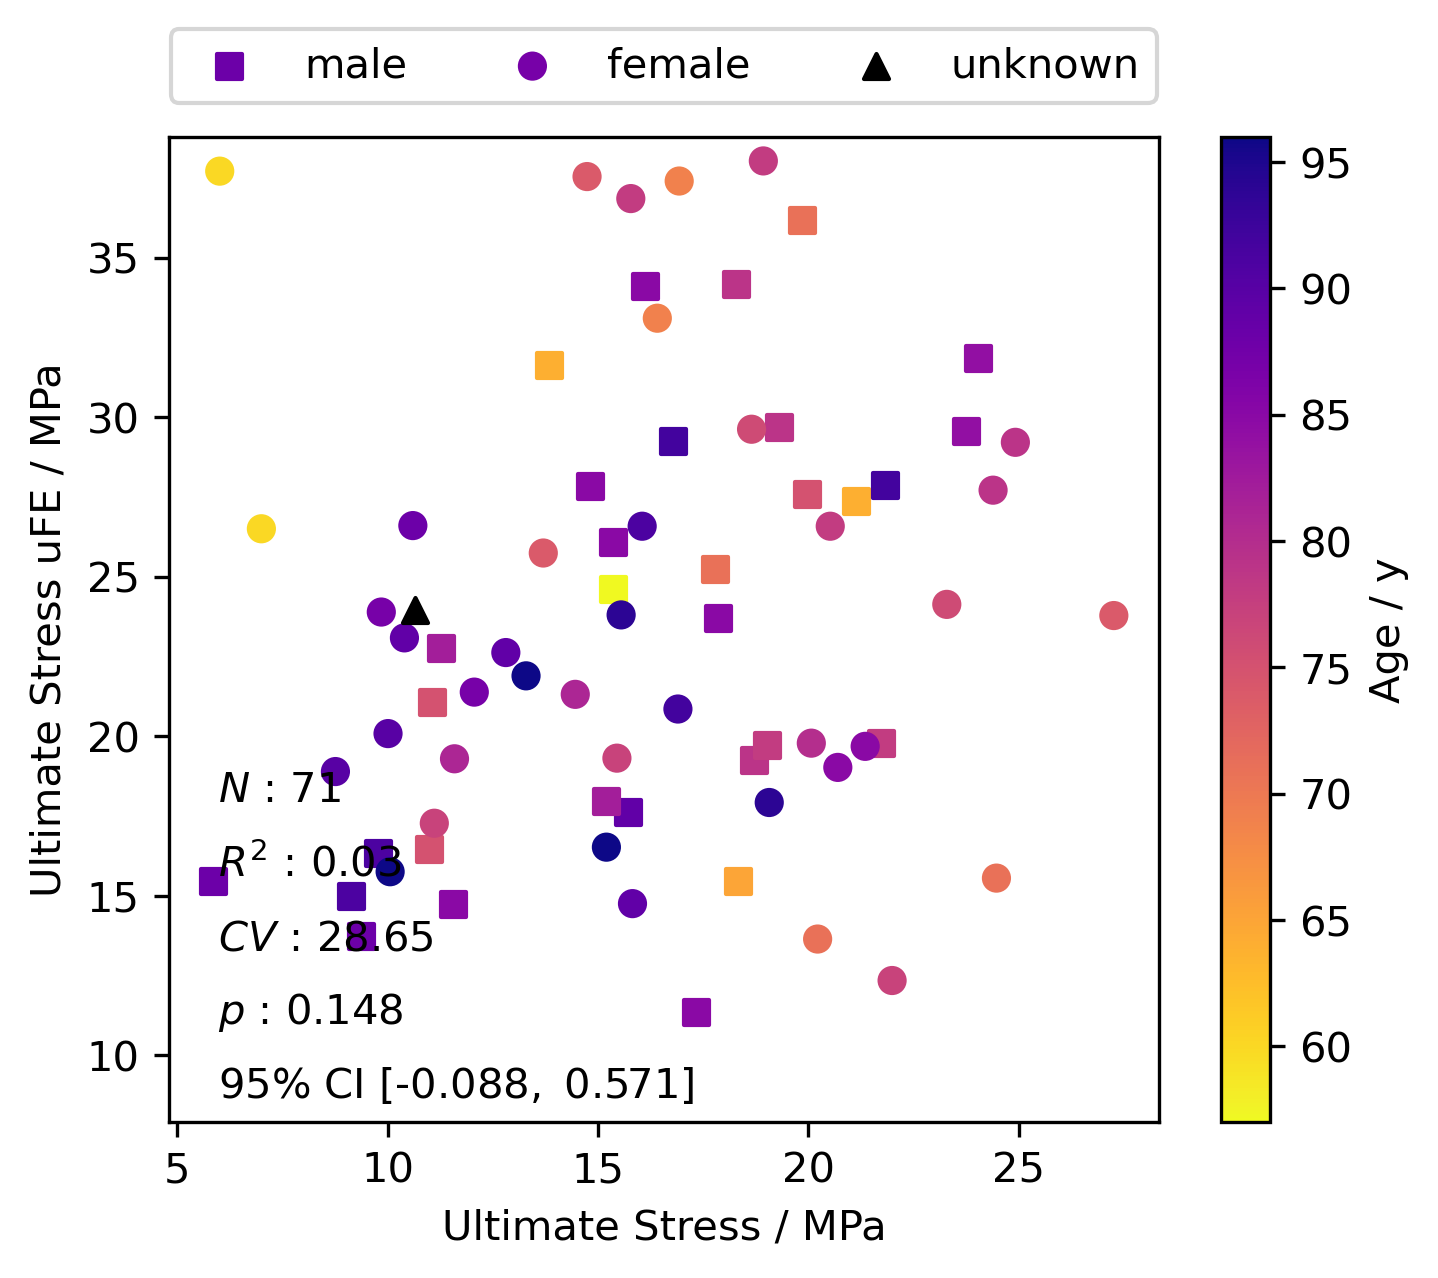 male female unknown
35
30
25
20
15
10
Ultimate Stress uFE / MPa
N : 71
R² : 0.03
CV : 28.65
p : 0.148
95% CI [-0.088, 0.571]
5 10 15 20 25
Ultimate Stress / MPa
95
90
85
80
75
70
65
60
Age / y